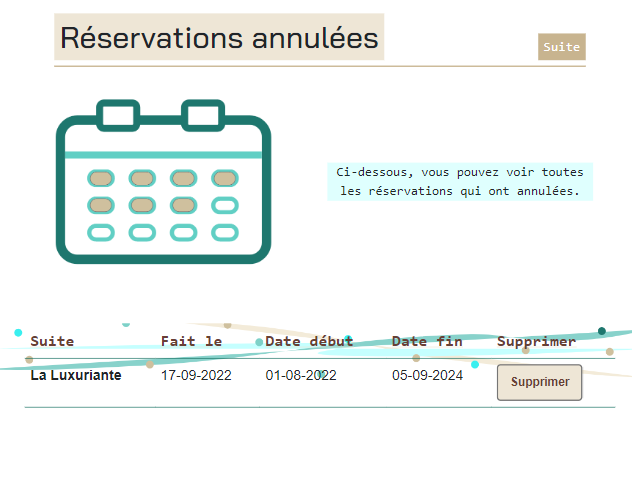 Réservations annulées
Suite
Ci-dessous, vous pouvez voir toutes
les réservations qui ont annulées.
Suite Fait le Date début Date fin Supprimer
La Luxuriante 17-09-2022 01-08-2022 05-09-2024 Supprimer